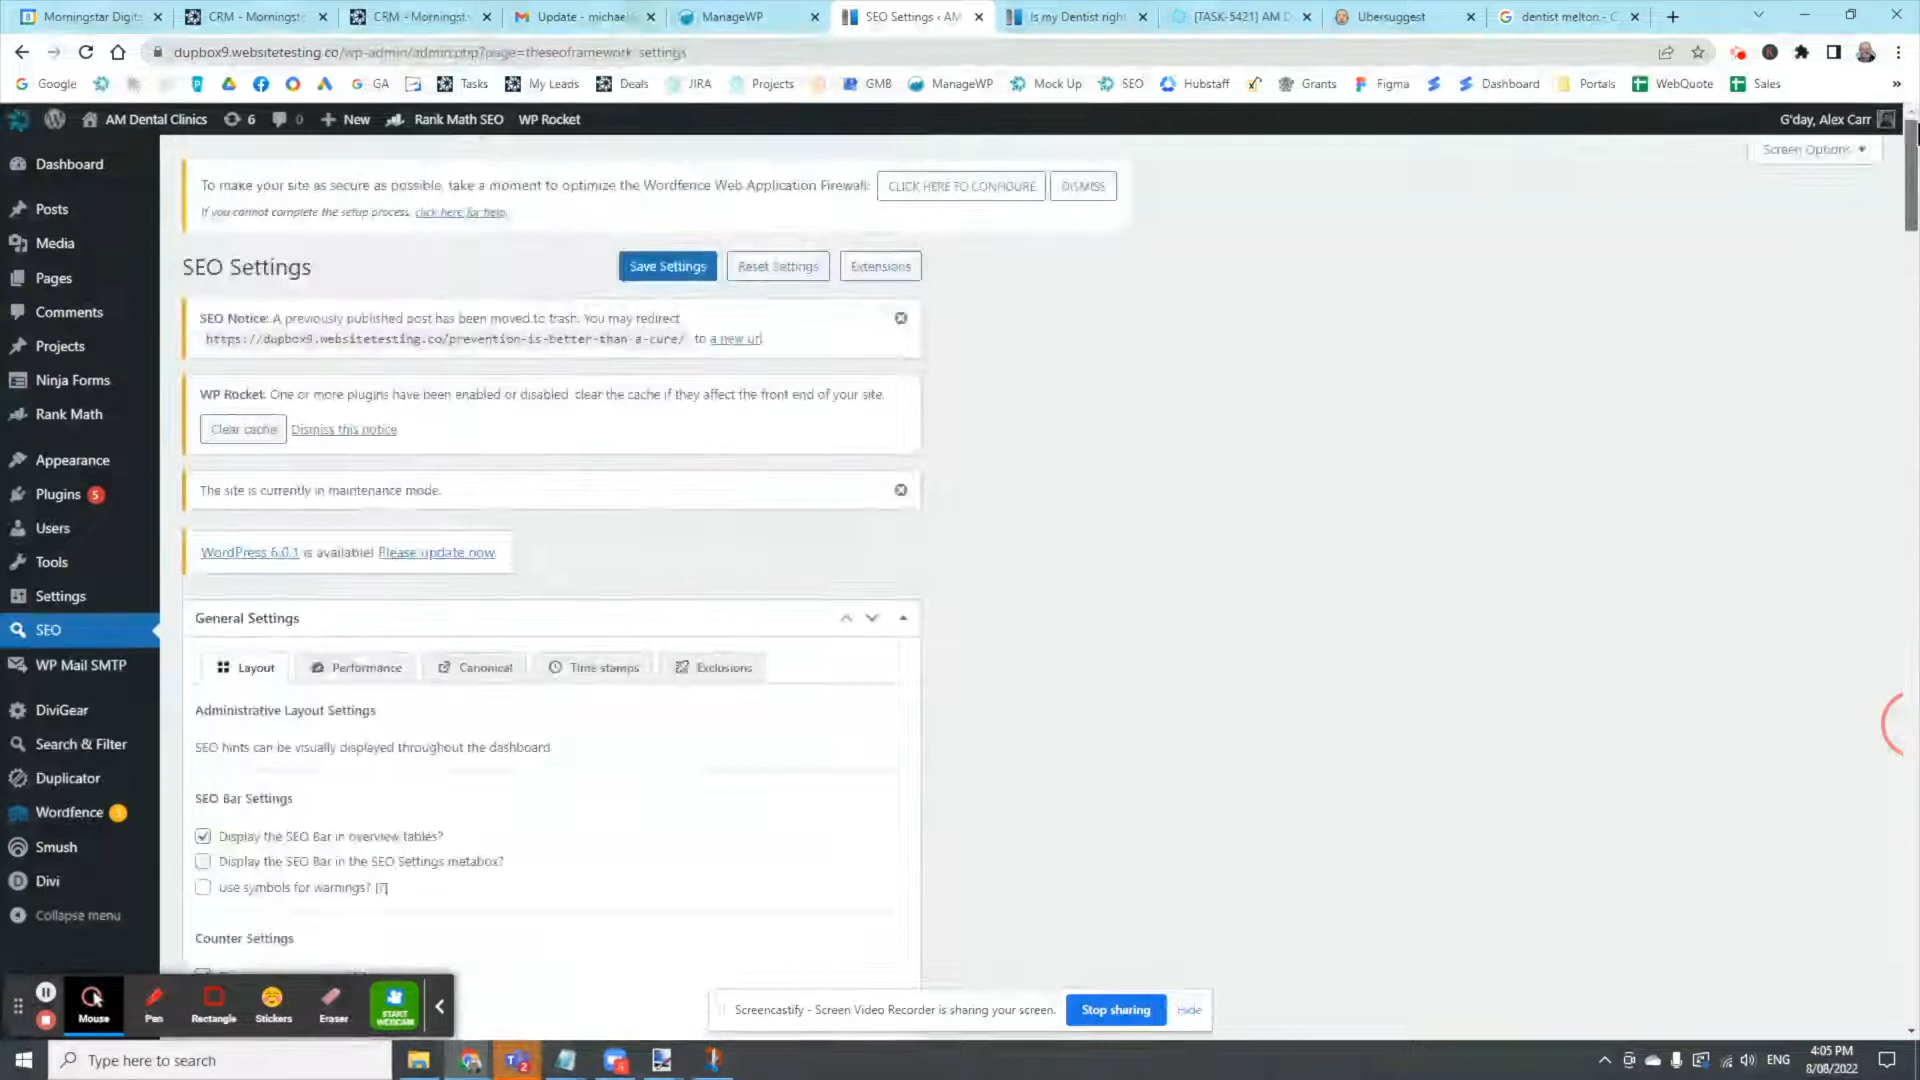 Morningstar Digita
CRM - Morningsta
CRM - Morningsta
Update - michael
ManageWP
SEO Settings ‹ AM
Is my Dentist right
[TASK-5421] AM D
Ubersuggest
dentist melton - G
dupbox9.websitetesting.co/wp-admin/admin.php?page=theseoframework-settings
Google
GA
Tasks
My Leads
Deals
JIRA
Projects
GMB
ManageWP
Mock Up
SEO
Hubstaff
Grants
Figma
Dashboard
Portals
WebQuote
Sales
»
AM Dental Clinics
6
0
New
Rank Math SEO
WP Rocket
G'day, Alex Carr
Screen Options
Dashboard
Posts
Media
Pages
Comments
Projects
Ninja Forms
Rank Math
Appearance
Plugins 5
Users
Tools
Settings
SEO
WP Mail SMTP
DiviGear
Search & Filter
Duplicator
Wordfence
Smush
Divi
Collapse menu
To make your site as secure as possible, take a moment to optimize the Wordfence Web Application Firewall:
CLICK HERE TO CONFIGURE
DISMISS
If you cannot complete the setup process, click here for help.
SEO Settings
Save Settings
Reset Settings
Extensions
SEO Notice: A previously published post has been moved to trash. You may redirect
https://dupbox9.websitetesting.co/prevention-is-better-than-a-cure/ to a new url.
WP Rocket: One or more plugins have been enabled or disabled, clear the cache if they affect the front end of your site.
Clear cache
Dismiss this notice
The site is currently in maintenance mode.
WordPress 6.0.1 is available! Please update now.
General Settings
Layout
Performance
Canonical
Time stamps
Exclusions
Administrative Layout Settings
SEO hints can be visually displayed throughout the dashboard.
SEO Bar Settings
Display the SEO Bar in overview tables?
Display the SEO Bar in the SEO Settings metabox?
Use symbols for warnings? [?]
Counter Settings
Mouse
Pen
Rectangle
Stickers
Eraser
START
WEBCAM
Screencastify - Screen Video Recorder is sharing your screen.
Stop sharing
Hide
Type here to search
ENG
4:05 PM
8/08/2022